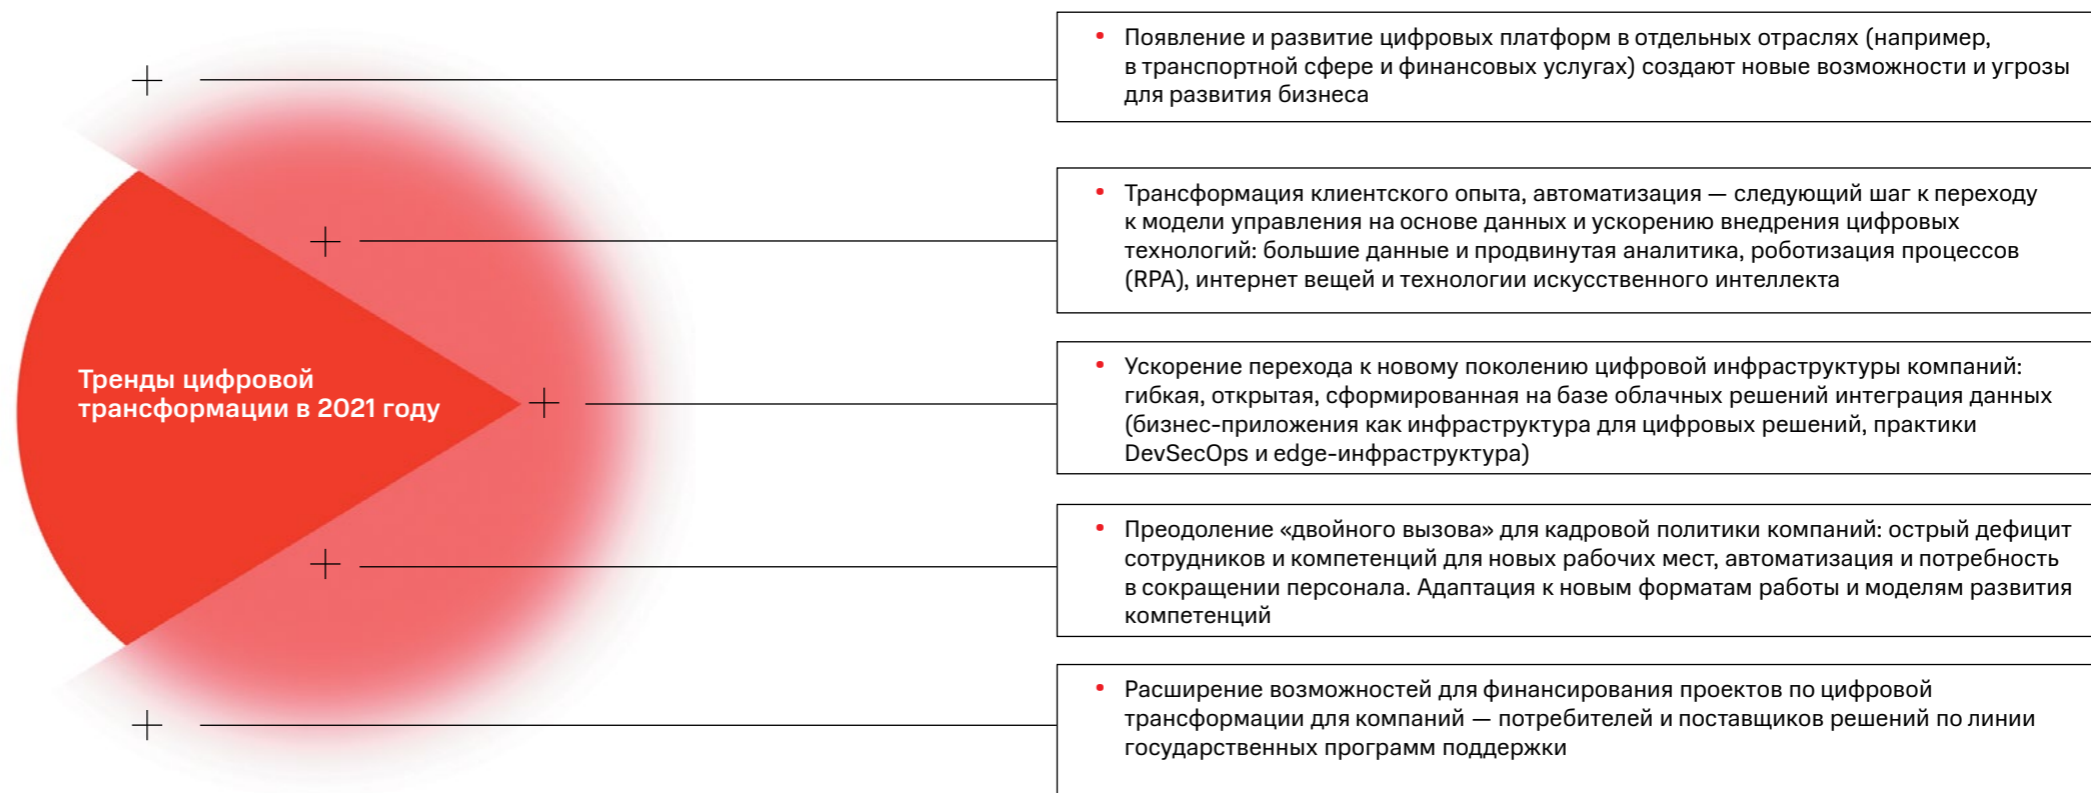 Тренды цифровой
трансформации в 2021 году
• Появление и развитие цифровых платформ в отдельных отраслях (например,
в транспортной сфере и финансовых услугах) создают новые возможности и угрозы
для развития бизнеса
• Трансформация клиентского опыта, автоматизация — следующий шаг к переходу
к модели управления на основе данных и ускорению внедрения цифровых
технологий: большие данные и продвинутая аналитика, роботизация процессов
(RPA), интернет вещей и технологии искусственного интеллекта
• Ускорение перехода к новому поколению цифровой инфраструктуры компаний:
гибкая, открытая, сформированная на базе облачных решений интеграция данных
(бизнес-приложения как инфраструктура для цифровых решений, практики
DevSecOps и edge-инфраструктура)
• Преодоление «двойного вызова» для кадровой политики компаний: острый дефицит
сотрудников и компетенций для новых рабочих мест, автоматизация и потребность
в сокращении персонала. Адаптация к новым форматам работы и моделям развития
компетенций
• Расширение возможностей для финансирования проектов по цифровой
трансформации для компаний — потребителей и поставщиков решений по линии
государственных программ поддержки